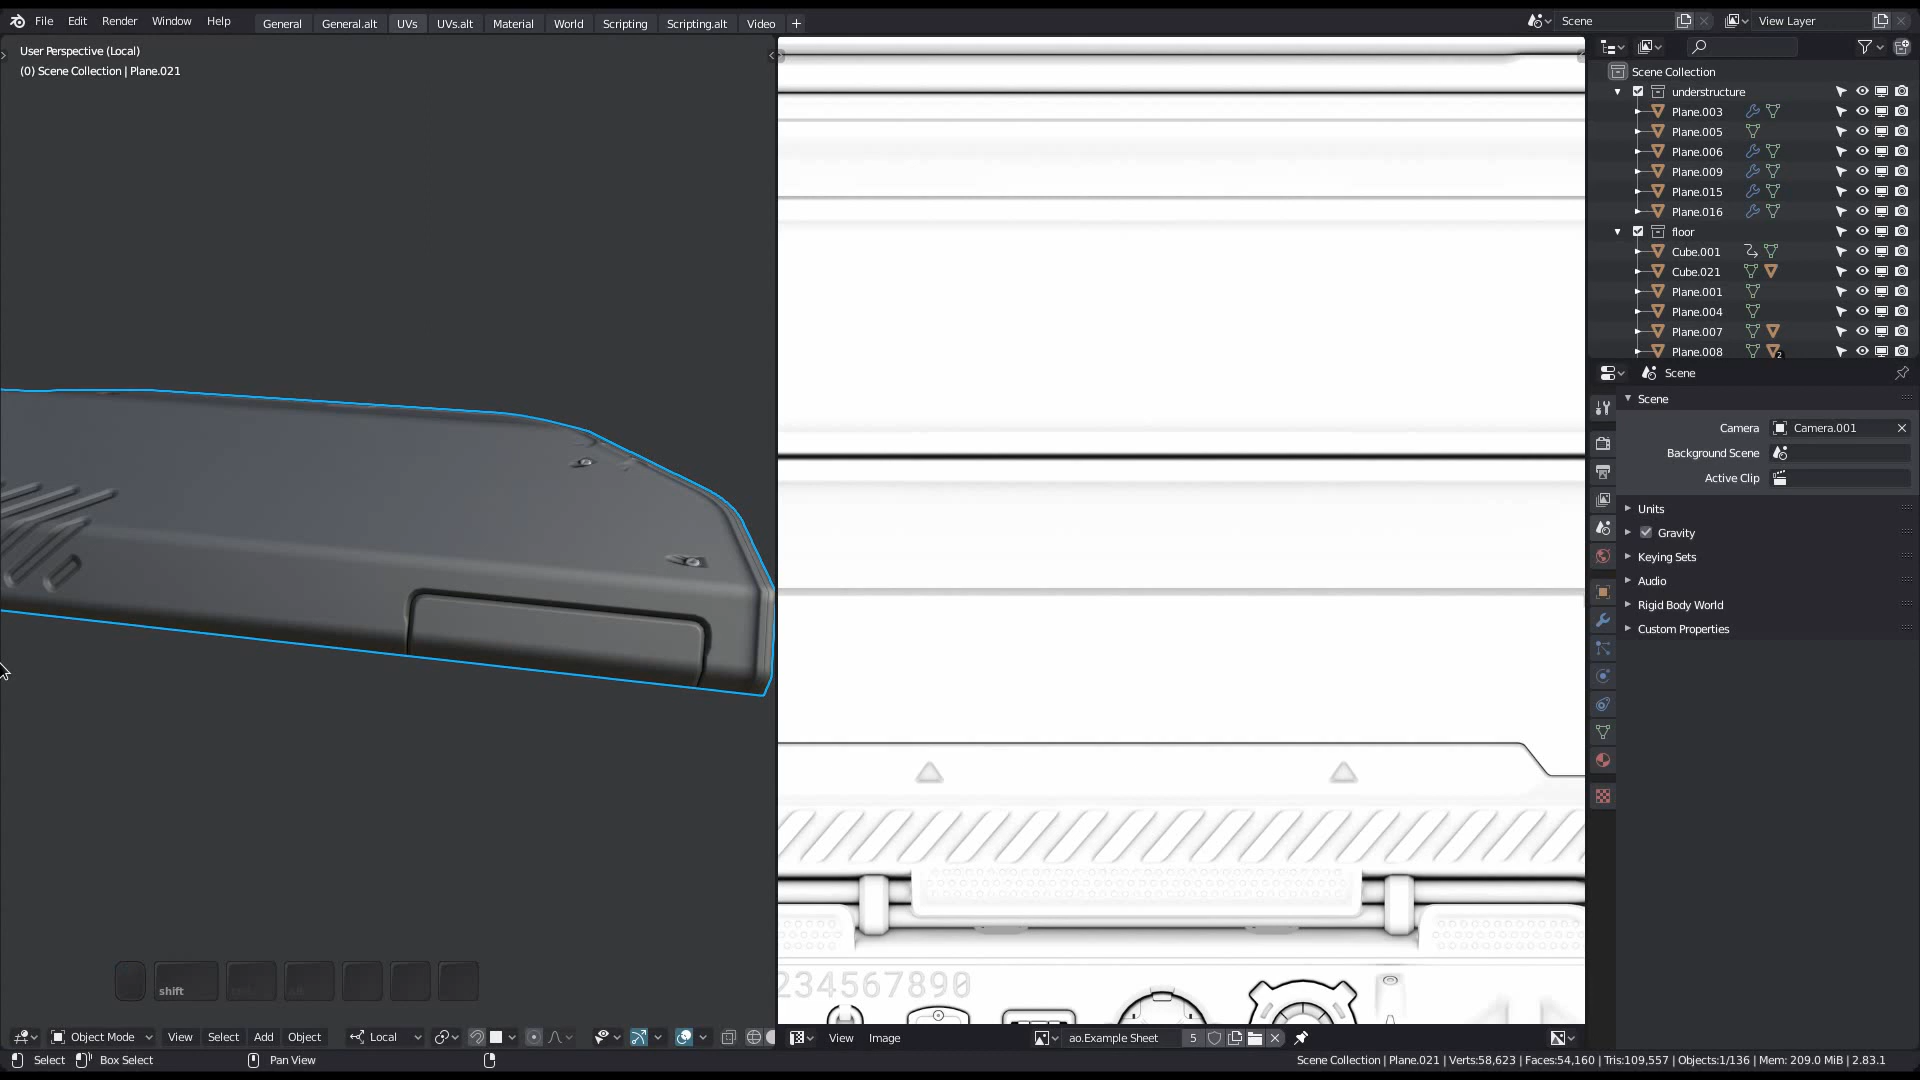 File Edit Render Window Help General General.alt UVs UVs.alt Material World Scripting Scripting.alt Video + Scene View Layer
User Perspective (Local)
(0) Scene Collection | Plane.021
Scene Collection
understructure
Plane.003
Plane.005
Plane.006
Plane.009
Plane.015
Plane.016
floor
Cube.001
Cube.021
Plane.001
Plane.004
Plane.007
Plane.008 2
Scene
Scene
Camera Camera.001
Background Scene
Active Clip
Units
Gravity
Keying Sets
Audio
Rigid Body World
Custom Properties
234567890
shift
Object Mode View Select Add Object Local View Image ao.Example Sheet 5
Select Box Select Pan View Scene Collection | Plane.021 | Verts:58,623 | Faces:54,160 | Tris:109,557 | Objects:1/136 | Mem: 209.0 MiB | 2.83.1